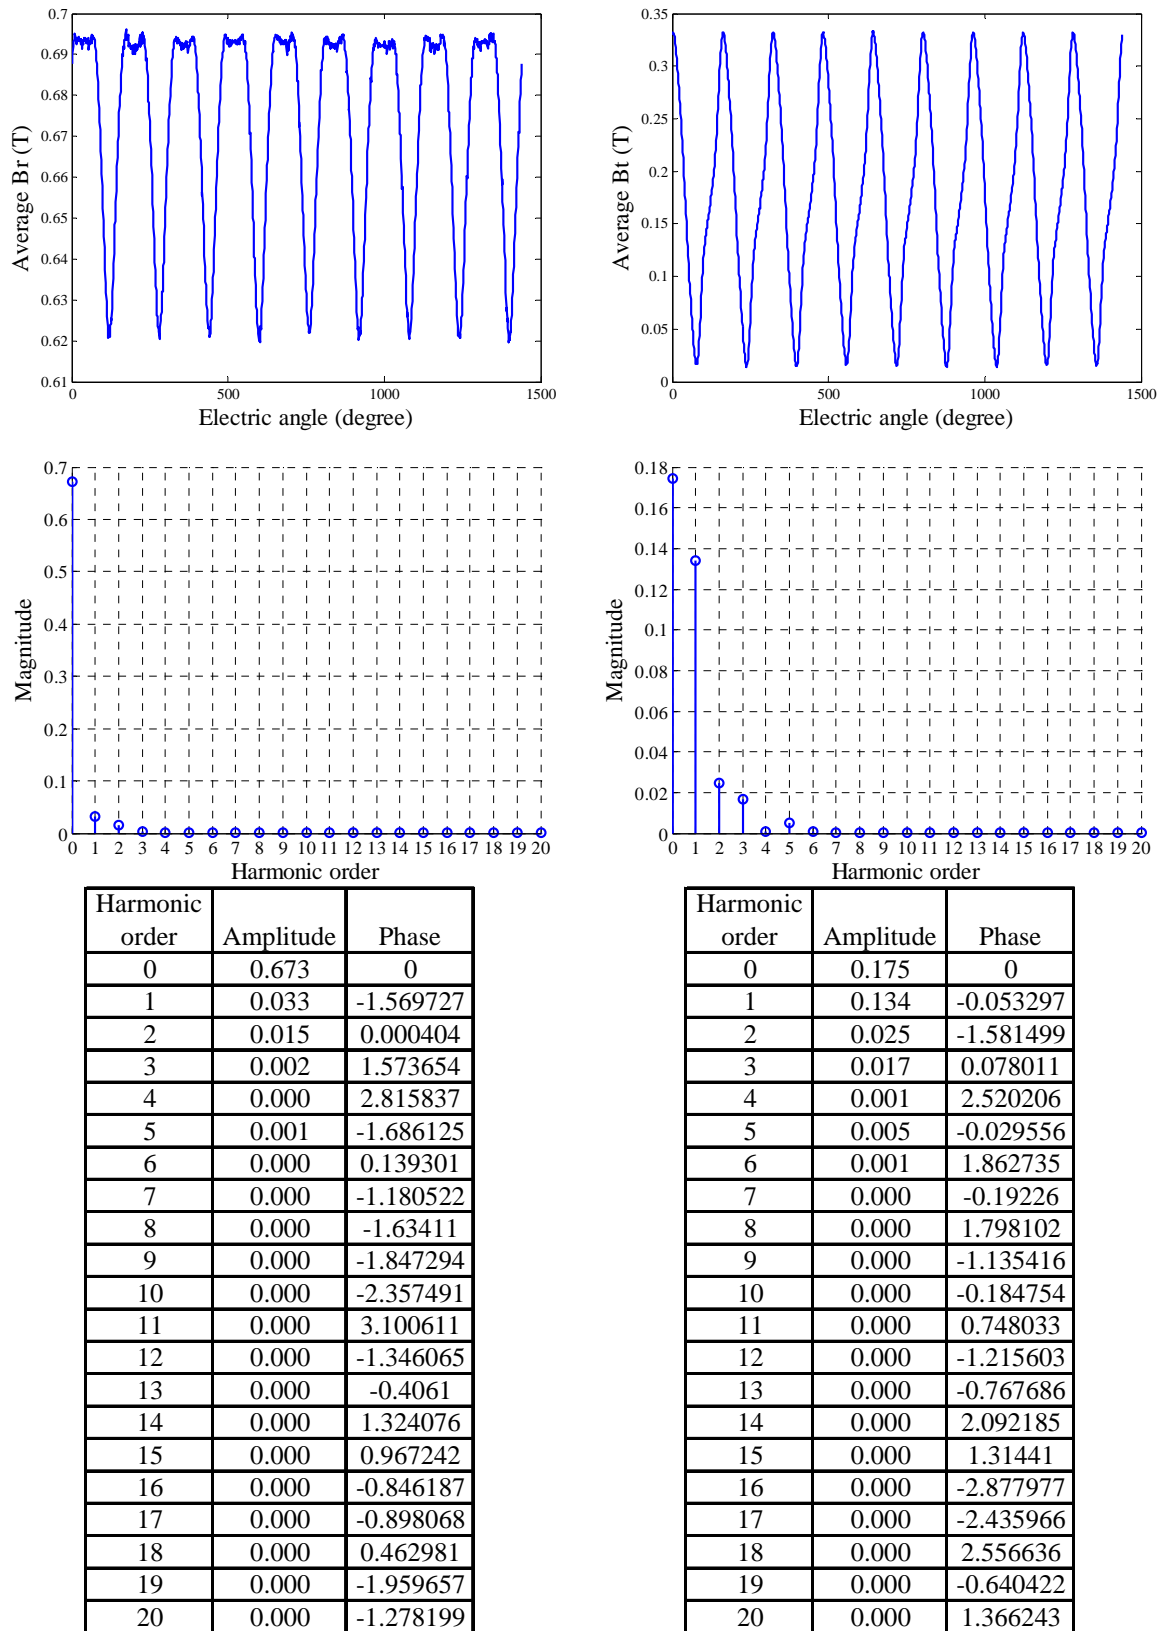 0.7
0.69
0.68
0.67
0.66
0.65
0.64
0.63
0.62
0.61
0 500 1000 1500
Average Br (T)
Electric angle (degree)
0.35
0.3
0.25
0.2
0.15
0.1
0.05
0
0 500 1000 1500
Average Bt (T)
Electric angle (degree)
0.7
0.6
0.5
0.4
0.3
0.2
0.1
0
0 1 2 3 4 5 6 7 8 9 10 11 12 13 14 15 16 17 18 19 20
Magnitude
Harmonic order
0.18
0.16
0.14
0.12
0.1
0.08
0.06
0.04
0.02
0
0 1 2 3 4 5 6 7 8 9 10 11 12 13 14 15 16 17 18 19 20
Magnitude
Harmonic order
Harmonic
order Amplitude Phase
0 0.673 0
1 0.033 -1.569727
2 0.015 0.000404
3 0.002 1.573654
4 0.000 2.815837
5 0.001 -1.686125
6 0.000 0.139301
7 0.000 -1.180522
8 0.000 -1.63411
9 0.000 -1.847294
10 0.000 -2.357491
11 0.000 3.100611
12 0.000 -1.346065
13 0.000 -0.4061
14 0.000 1.324076
15 0.000 0.967242
16 0.000 -0.846187
17 0.000 -0.898068
18 0.000 0.462981
19 0.000 -1.959657
20 0.000 -1.278199
Harmonic
order Amplitude Phase
0 0.175 0
1 0.134 -0.053297
2 0.025 -1.581499
3 0.017 0.078011
4 0.001 2.520206
5 0.005 -0.029556
6 0.001 1.862735
7 0.000 -0.19226
8 0.000 1.798102
9 0.000 -1.135416
10 0.000 -0.184754
11 0.000 0.748033
12 0.000 -1.215603
13 0.000 -0.767686
14 0.000 2.092185
15 0.000 1.31441
16 0.000 -2.877977
17 0.000 -2.435966
18 0.000 2.556636
19 0.000 -0.640422
20 0.000 1.366243